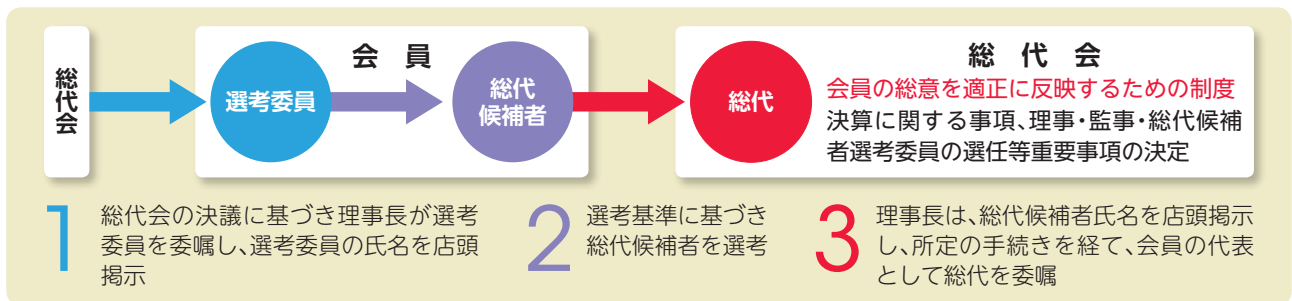 総代会
会員
選考委員
総代
候補者
総代
総代会
会員の総意を適正に反映するための制度
決算に関する事項、理事・監事・総代候補
者選考委員の選任等重要事項の決定
1
総代会の決議に基づき理事長が選考
委員を委嘱し、選考委員の氏名を店頭
掲示
2
選考基準に基づき
総代候補者を選考
3
理事長は、総代候補者氏名を店頭掲示
し、所定の手続きを経て、会員の代表
として総代を委嘱